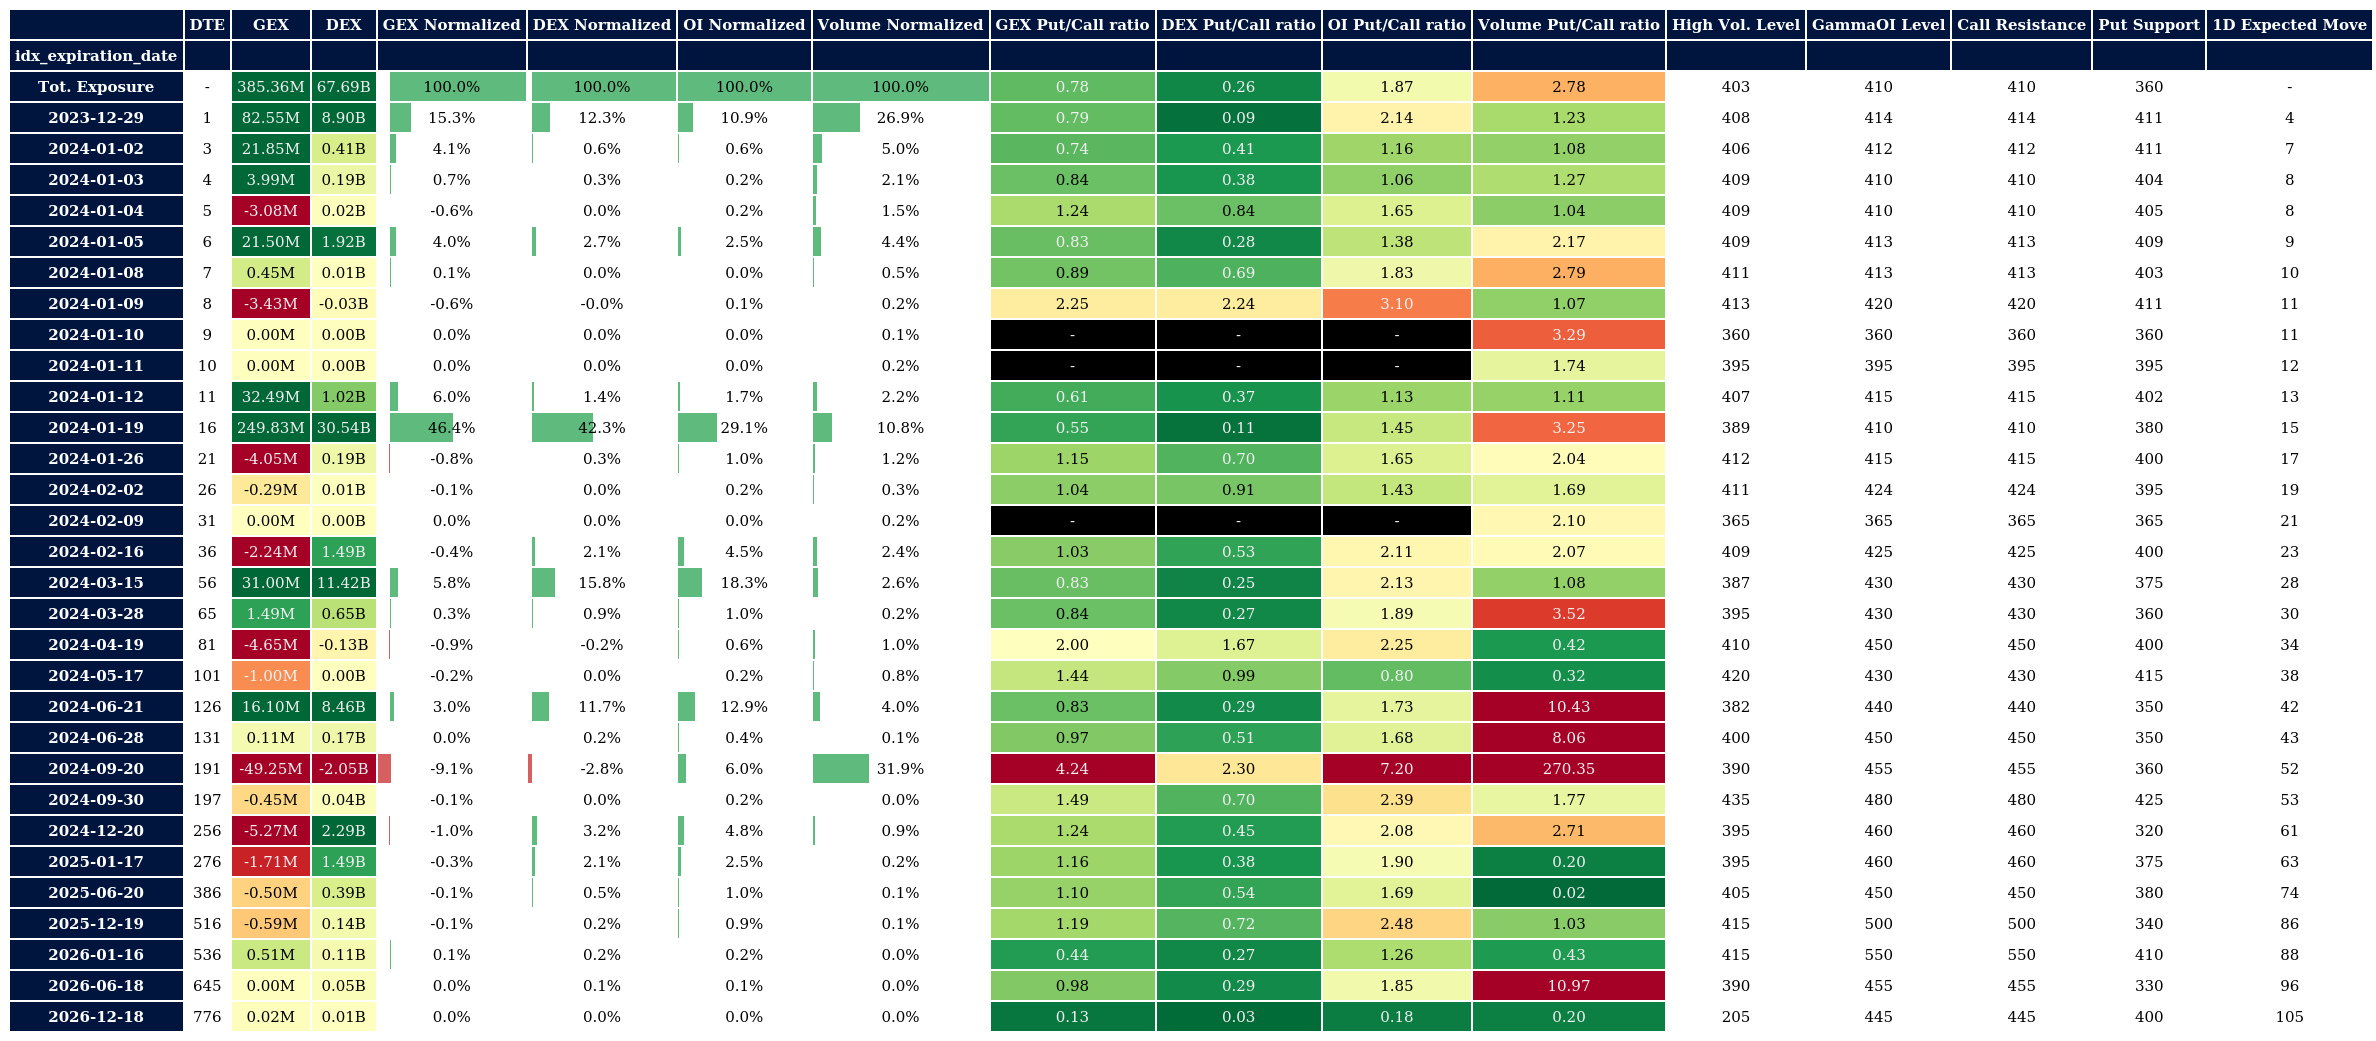 DTE GEX DEX GEX Normalized DEX Normalized OI Normalized Volume Normalized GEX Put/Call ratio DEX Put/Call ratio OI Put/Call ratio Volume Put/Call ratio High Vol. Level GammaOI Level Call Resistance Put Support 1D Expected Move
idx_expiration_date
Tot. Exposure - 385.36M 67.69B 100.0% 100.0% 100.0% 100.0% 0.78 0.26 1.87 2.78 403 410 410 360 -
2023-12-29 1 82.55M 8.90B 15.3% 12.3% 10.9% 26.9% 0.79 0.09 2.14 1.23 408 414 414 411 4
2024-01-02 3 21.85M 0.41B 4.1% 0.6% 0.6% 5.0% 0.74 0.41 1.16 1.08 406 412 412 411 7
2024-01-03 4 3.99M 0.19B 0.7% 0.3% 0.2% 2.1% 0.84 0.38 1.06 1.27 409 410 410 404 8
2024-01-04 5 -3.08M 0.02B -0.6% 0.0% 0.2% 1.5% 1.24 0.84 1.65 1.04 409 410 410 405 8
2024-01-05 6 21.50M 1.92B 4.0% 2.7% 2.5% 4.4% 0.83 0.28 1.38 2.17 409 413 413 409 9
2024-01-08 7 0.45M 0.01B 0.1% 0.0% 0.0% 0.5% 0.89 0.69 1.83 2.79 411 413 413 403 10
2024-01-09 8 -3.43M -0.03B -0.6% -0.0% 0.1% 0.2% 2.25 2.24 3.10 1.07 413 420 420 411 11
2024-01-10 9 0.00M 0.00B 0.0% 0.0% 0.0% 0.1% - - - 3.29 360 360 360 360 11
2024-01-11 10 0.00M 0.00B 0.0% 0.0% 0.0% 0.2% - - - 1.74 395 395 395 395 12
2024-01-12 11 32.49M 1.02B 6.0% 1.4% 1.7% 2.2% 0.61 0.37 1.13 1.11 407 415 415 402 13
2024-01-19 16 249.83M 30.54B 46.4% 42.3% 29.1% 10.8% 0.55 0.11 1.45 3.25 389 410 410 380 15
2024-01-26 21 -4.05M 0.19B -0.8% 0.3% 1.0% 1.2% 1.15 0.70 1.65 2.04 412 415 415 400 17
2024-02-02 26 -0.29M 0.01B -0.1% 0.0% 0.2% 0.3% 1.04 0.91 1.43 1.69 411 424 424 395 19
2024-02-09 31 0.00M 0.00B 0.0% 0.0% 0.0% 0.2% - - - 2.10 365 365 365 365 21
2024-02-16 36 -2.24M 1.49B -0.4% 2.1% 4.5% 2.4% 1.03 0.53 2.11 2.07 409 425 425 400 23
2024-03-15 56 31.00M 11.42B 5.8% 15.8% 18.3% 2.6% 0.83 0.25 2.13 1.08 387 430 430 375 28
2024-03-28 65 1.49M 0.65B 0.3% 0.9% 1.0% 0.2% 0.84 0.27 1.89 3.52 395 430 430 360 30
2024-04-19 81 -4.65M -0.13B -0.9% -0.2% 0.6% 1.0% 2.00 1.67 2.25 0.42 410 450 450 400 34
2024-05-17 101 -1.00M 0.00B -0.2% 0.0% 0.2% 0.8% 1.44 0.99 0.80 0.32 420 430 430 415 38
2024-06-21 126 16.10M 8.46B 3.0% 11.7% 12.9% 4.0% 0.83 0.29 1.73 10.43 382 440 440 350 42
2024-06-28 131 0.11M 0.17B 0.0% 0.2% 0.4% 0.1% 0.97 0.51 1.68 8.06 400 450 450 350 43
2024-09-20 191 -49.25M -2.05B -9.1% -2.8% 6.0% 31.9% 4.24 2.30 7.20 270.35 390 455 455 360 52
2024-09-30 197 -0.45M 0.04B -0.1% 0.0% 0.2% 0.0% 1.49 0.70 2.39 1.77 435 480 480 425 53
2024-12-20 256 -5.27M 2.29B -1.0% 3.2% 4.8% 0.9% 1.24 0.45 2.08 2.71 395 460 460 320 61
2025-01-17 276 -1.71M 1.49B -0.3% 2.1% 2.5% 0.2% 1.16 0.38 1.90 0.20 395 460 460 375 63
2025-06-20 386 -0.50M 0.39B -0.1% 0.5% 1.0% 0.1% 1.10 0.54 1.69 0.02 405 450 450 380 74
2025-12-19 516 -0.59M 0.14B -0.1% 0.2% 0.9% 0.1% 1.19 0.72 2.48 1.03 415 500 500 340 86
2026-01-16 536 0.51M 0.11B 0.1% 0.2% 0.2% 0.0% 0.44 0.27 1.26 0.43 415 550 550 410 88
2026-06-18 645 0.00M 0.05B 0.0% 0.1% 0.1% 0.0% 0.98 0.29 1.85 10.97 390 455 455 330 96
2026-12-18 776 0.02M 0.01B 0.0% 0.0% 0.0% 0.0% 0.13 0.03 0.18 0.20 205 445 445 400 105